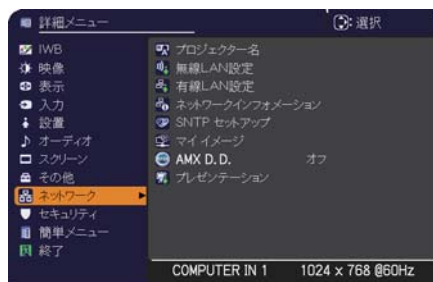 詳細メニュー
:選択
IWB
映像
表示
入力
設置
オーディオ
スクリーン
その他
ネットワーク
セキュリティ
簡単メニュー
終了
プロジェクター名
無線LAN設定
有線LAN設定
ネットワークインフォメーション
SNTP セットアップ
マイ イメージ
AMX D. D. オフ
プレゼンテーション
COMPUTER IN 1 1024 x 768 @60Hz